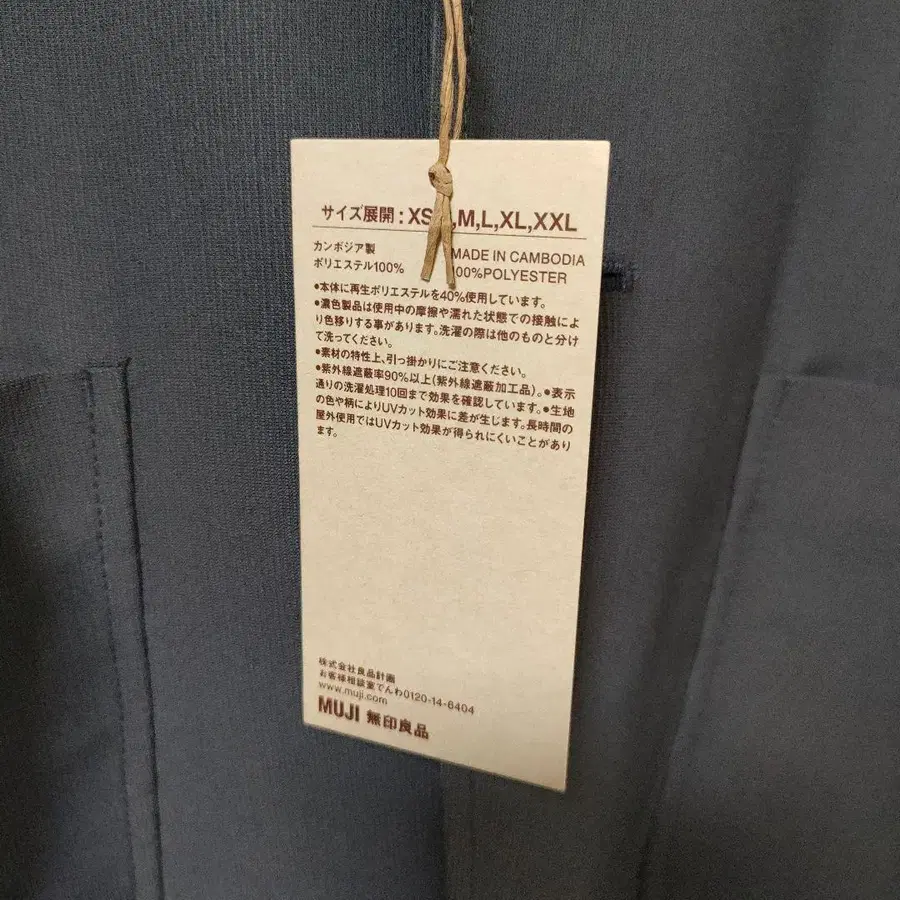 サイズ展開：XS,M,L,XL,XXL
カンボジア製 MADE IN CAMBODIA
ポリエステル100% 100%POLYESTER
●本体に再生ポリエステルを40%使用しています。
●濃色製品は使用中の摩擦や濡れた状態での接触によ
り色移りする事があります。洗濯の際は他のものと分け
て洗ってください。
●素材の特性上、引っ掛かりにご注意ください。
●紫外線遮蔽率90%以上(紫外線遮蔽加工品)。●表示
通りの洗濯処理10回まで効果を確認しています。●生地
の色や柄によりUVカット効果に差が生じます。長時間の
屋外使用ではUVカット効果が得られにくいことがあり
ます。
株式会社良品計画
お客様相談室でんわ0120-14-6404
www.muji.com
MUJI 無印良品